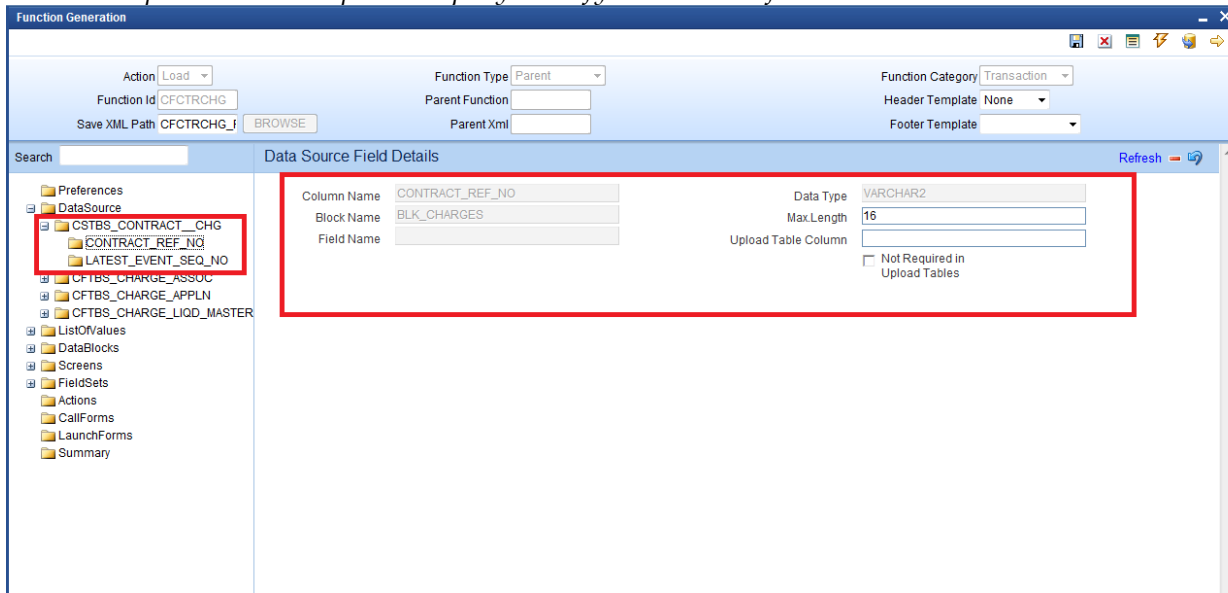 Function Generation
Action Load Function Type Parent Function Category Transaction
Function Id CFCTRCHG Parent Function Header Template None
Save XML Path CFCTRCHG_ BROWSE Parent Xml Footer Template
Search Data Source Field Details Refresh
Preferences
DataSource
CSTBS_CONTRACT__CHG
CONTRACT_REF_NO
LATEST_EVENT_SEQ_NO
CFTBS_CHARGE_ASSOC
CFTBS_CHARGE_APPLN
CFTBS_CHARGE_LIQD_MASTER
ListOfValues
DataBlocks
Screens
FieldSets
Actions
CallForms
LaunchForms
Summary
Column Name CONTRACT_REF_NO Data Type VARCHAR2
Block Name BLK_CHARGES Max.Length 16
Field Name Upload Table Column
Not Required in
Upload Tables